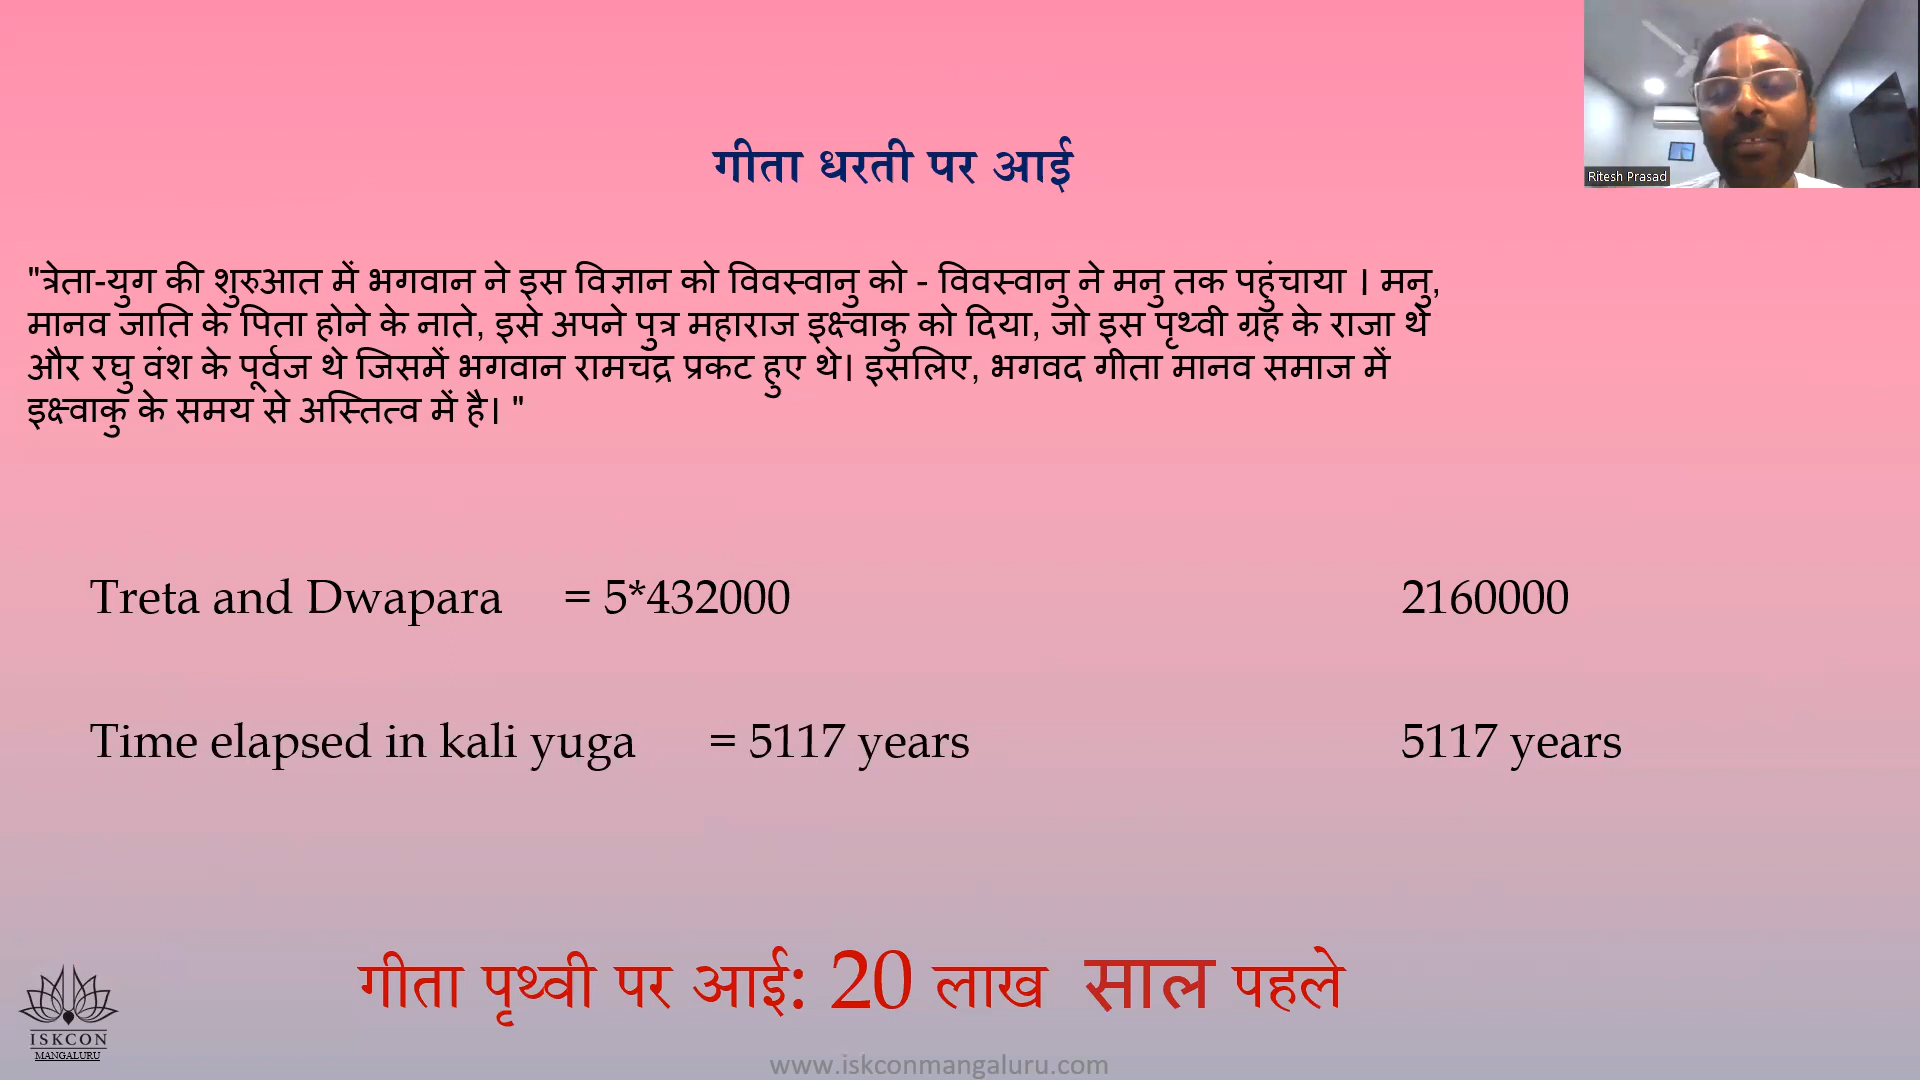 गीता धरती पर आई
Ritesh Prasad
"त्रेता-युग की शुरुआत में भगवान ने इस विज्ञान को विवस्वानु को - विवस्वानु ने मनु तक पहुंचाया । मनु,
मानव जाति के पिता होने के नाते, इसे अपने पुत्र महाराज इक्ष्वाकु को दिया, जो इस पृथ्वी ग्रह के राजा थे
और रघु वंश के पूर्वज थे जिसमें भगवान रामचंद्र प्रकट हुए थे। इसलिए, भगवद गीता मानव समाज में
इक्ष्वाकु के समय से अस्तित्व में है। "
Treta and Dwapara = 5*432000 2160000
Time elapsed in kali yuga = 5117 years 5117 years
गीता पृथ्वी पर आई: 20 लाख साल पहले
ISKCON
MANGALURU
www.iskconmangaluru.com